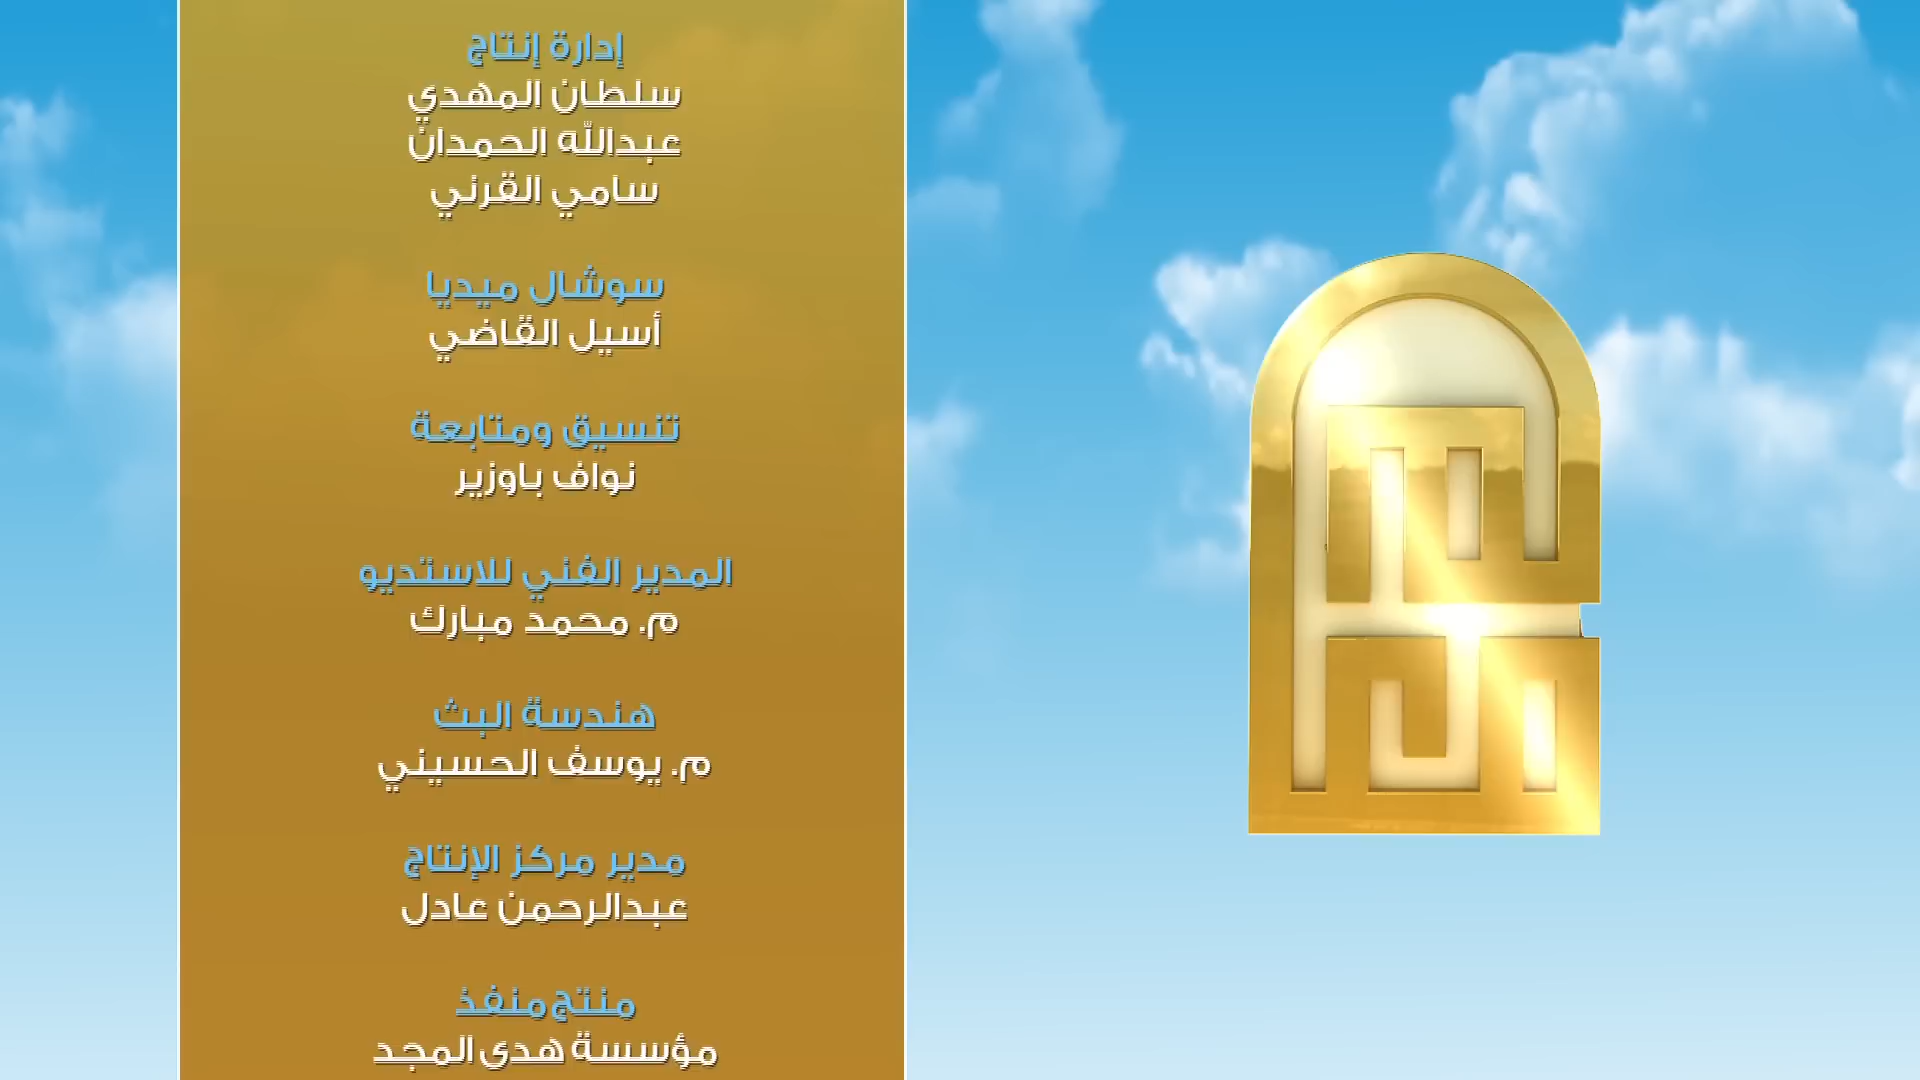 إدارة إنتاج
سلطان المهدي
عبدالله الحمدان
سامي القرني
سوشال ميديا
أسيل القاضي
تنسيق ومتابعة
نواف باوزير
المدير الفني للاستديو
م. محمد مبارك
هندسة البث
م. يوسف الحسيني
مدير مركز الإنتاج
عبدالرحمن عادل
منتج منفذ
مؤسسة هدى المجد